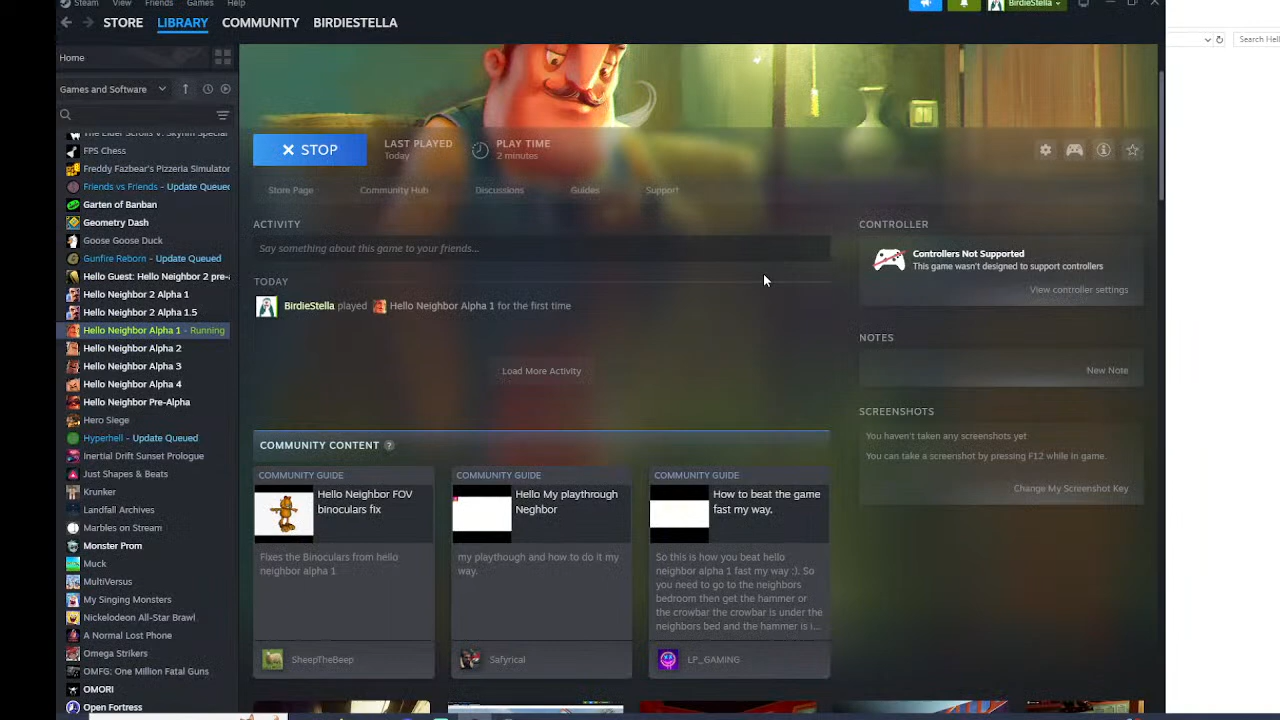 Steam View Friends Games Help
BirdieStella
STORE LIBRARY COMMUNITY BIRDIESTELLA
Search Hell
Home
Games and Software
The Elder Scrolls V: Skyrim Special
FPS Chess
Freddy Fazbear's Pizzeria Simulator
Friends vs Friends - Update Queued
Garten of Banban
Geometry Dash
Goose Goose Duck
Gunfire Reborn - Update Queued
Hello Guest: Hello Neighbor 2 pre-
Hello Neighbor 2 Alpha 1
Hello Neighbor 2 Alpha 1.5
Hello Neighbor Alpha 1 - Running
Hello Neighbor Alpha 2
Hello Neighbor Alpha 3
Hello Neighbor Alpha 4
Hello Neighbor Pre-Alpha
Hero Siege
Hyperhell - Update Queued
Inertial Drift Sunset Prologue
Just Shapes & Beats
Krunker
Landfall Archives
Marbles on Stream
Monster Prom
Muck
MultiVersus
My Singing Monsters
Nickelodeon All-Star Brawl
A Normal Lost Phone
Omega Strikers
OMFG: One Million Fatal Guns
OMORI
Open Fortress
STOP
LAST PLAYED
Today
PLAY TIME
2 minutes
Store Page
Community Hub
Discussions
Guides
Support
ACTIVITY
Say something about this game to your friends...
TODAY
BirdieStella played Hello Neighbor Alpha 1 for the first time
Load More Activity
COMMUNITY CONTENT ?
COMMUNITY GUIDE
Hello Neighbor FOV
binoculars fix
Fixes the Binoculars from hello
neighbor alpha 1
SheepTheBeep
COMMUNITY GUIDE
Hello My playthrough
Neghbor
my playthough and how to do it my
way.
Safyrical
COMMUNITY GUIDE
How to beat the game
fast my way.
So this is how you beat hello
neighbor alpha 1 fast my way :). So
you need to go to the neighbors
bedroom then get the hammer or
the crowbar the crowbar is under the
neighbors bed and the hammer is i...
LP_GAMING
CONTROLLER
Controllers Not Supported
This game wasn't designed to support controllers
View controller settings
NOTES
New Note
SCREENSHOTS
You haven't taken any screenshots yet
You can take a screenshot by pressing F12 while in game.
Change My Screenshot Key